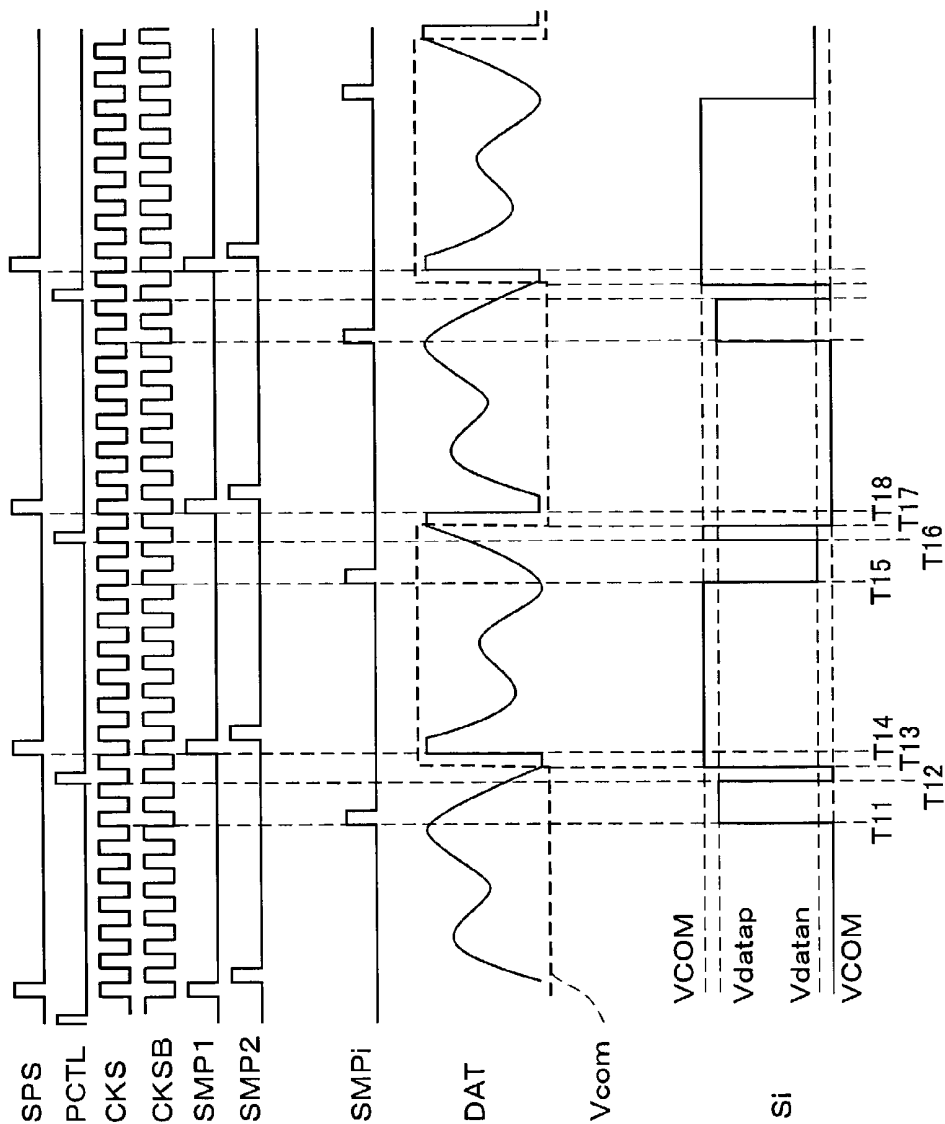 SPS
PCTL
CKS
CKSB
SMP1
SMP2
SMPi
DAT
Vcom
Si
VCOM
Vdatap
Vdatan
VCOM
T11
T12
T13
T14
T15
T16
T17
T18